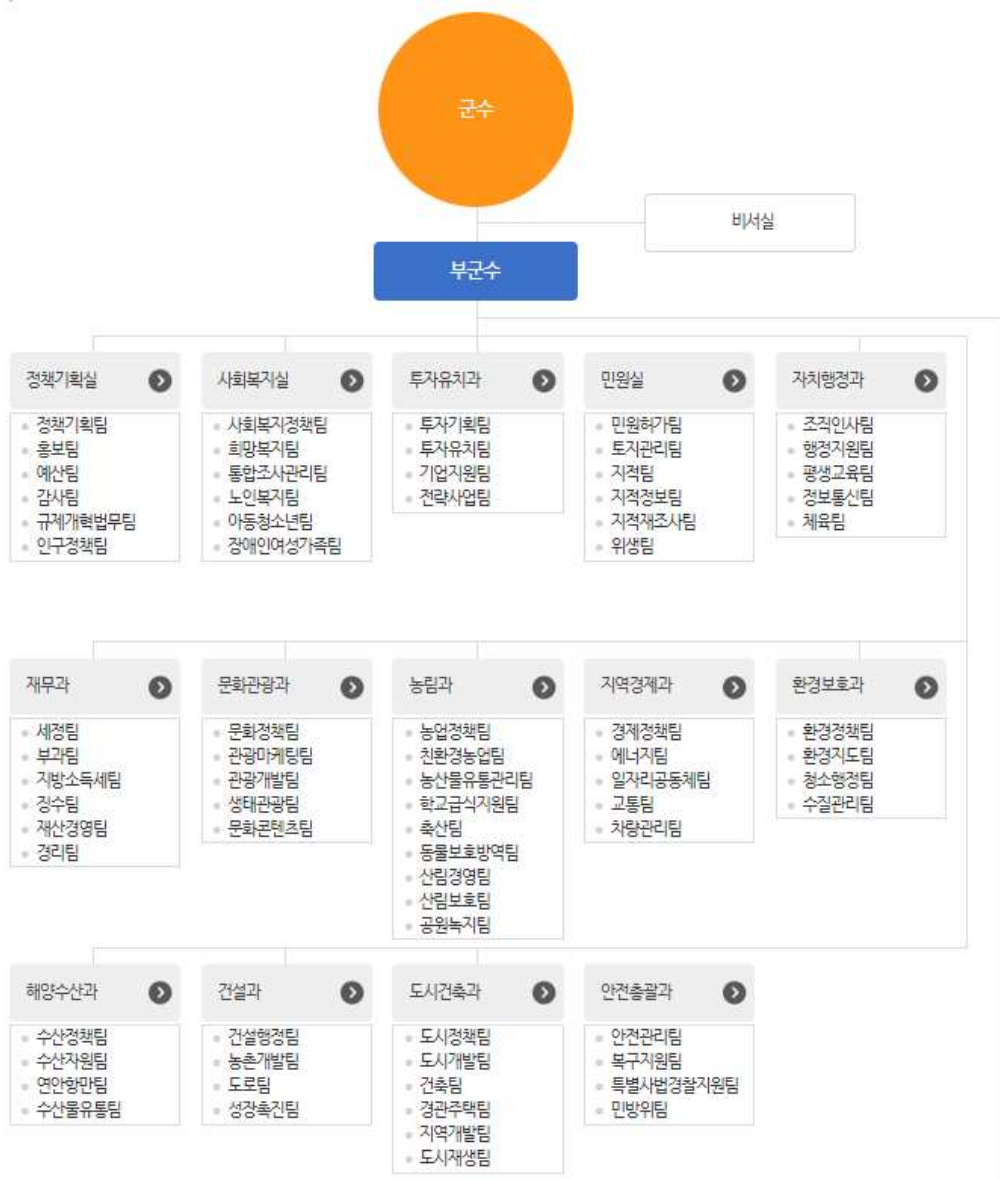 군수
비서실
부군수
정책기획실
정책기획팀
홍보팀
예산팀
감사팀
규제개혁법무팀
인구정책팀
사회복지실
사회복지정책팀
희망복지팀
통합조사관리팀
노인복지팀
아동청소년팀
장애인여성가족팀
투자유치과
투자기획팀
투자유치팀
기업지원팀
전략사업팀
민원실
민원허가팀
토지관리팀
지적팀
지적정보팀
지적재조사팀
위생팀
자치행정과
조직인사팀
행정지원팀
평생교육팀
정보통신팀
체육팀
재무과
세정팀
부과팀
지방소득세팀
징수팀
재산경영팀
경리팀
문화관광과
문화정책팀
관광마케팅팀
관광개발팀
생태관광팀
문화콘텐츠팀
농림과
농업정책팀
친환경농업팀
농산물유통관리팀
학교급식지원팀
축산팀
동물보호방역팀
산림경영팀
산림보호팀
공원녹지팀
지역경제과
경제정책팀
에너지팀
일자리공동체팀
교통팀
차량관리팀
환경보호과
환경정책팀
환경지도팀
청소행정팀
수질관리팀
해양수산과
수산정책팀
수산자원팀
연안항만팀
수산물유통팀
건설과
건설행정팀
농촌개발팀
도로팀
성장촉진팀
도시건축과
도시정책팀
도시개발팀
건축팀
경관주택팀
지역개발팀
도시재생팀
안전총괄과
안전관리팀
복구지원팀
특별사법경찰지원팀
민방위팀